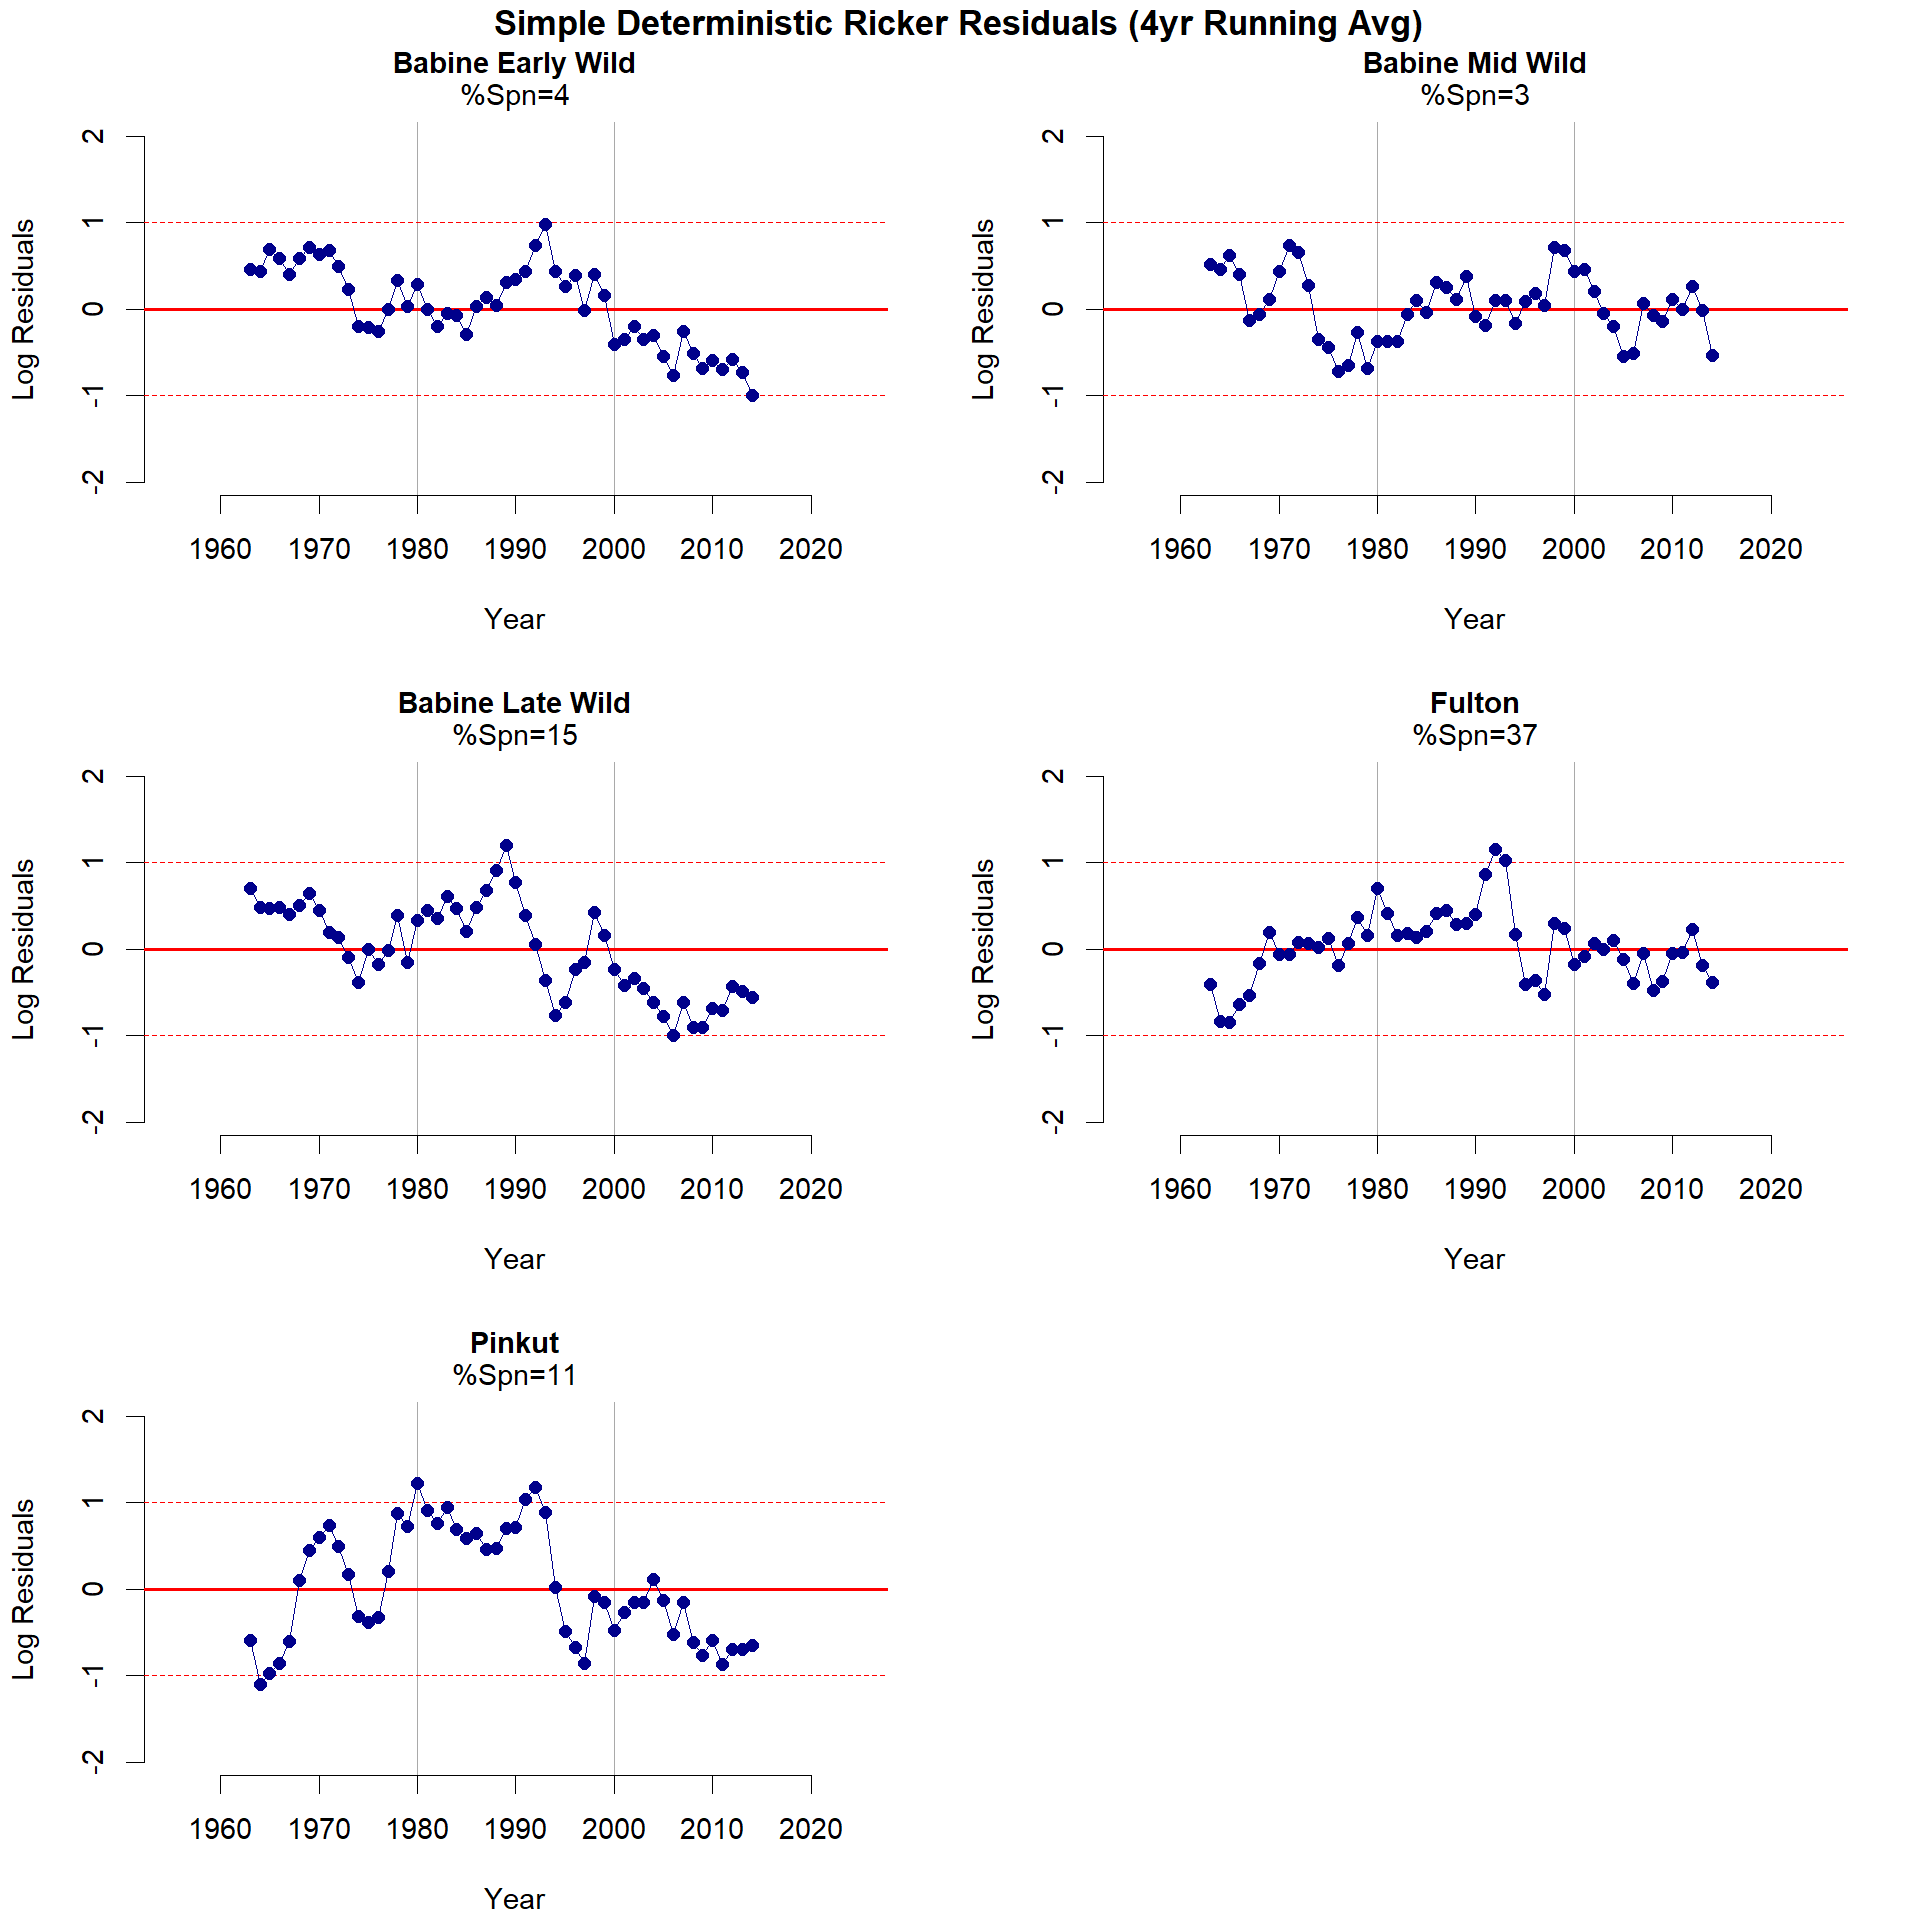 Simple Deterministic Ricker Residuals (4yr Running Avg)
Babine Early Wild
%Spn=4
Log Residuals
2
1
0
-1
-2
1960 1970 1980 1990 2000 2010 2020
Year
Babine Mid Wild
%Spn=3
Log Residuals
2
1
0
-1
-2
1960 1970 1980 1990 2000 2010 2020
Year
Babine Late Wild
%Spn=15
Log Residuals
2
1
0
-1
-2
1960 1970 1980 1990 2000 2010 2020
Year
Fulton
%Spn=37
Log Residuals
2
1
0
-1
-2
1960 1970 1980 1990 2000 2010 2020
Year
Pinkut
%Spn=11
Log Residuals
2
1
0
-1
-2
1960 1970 1980 1990 2000 2010 2020
Year